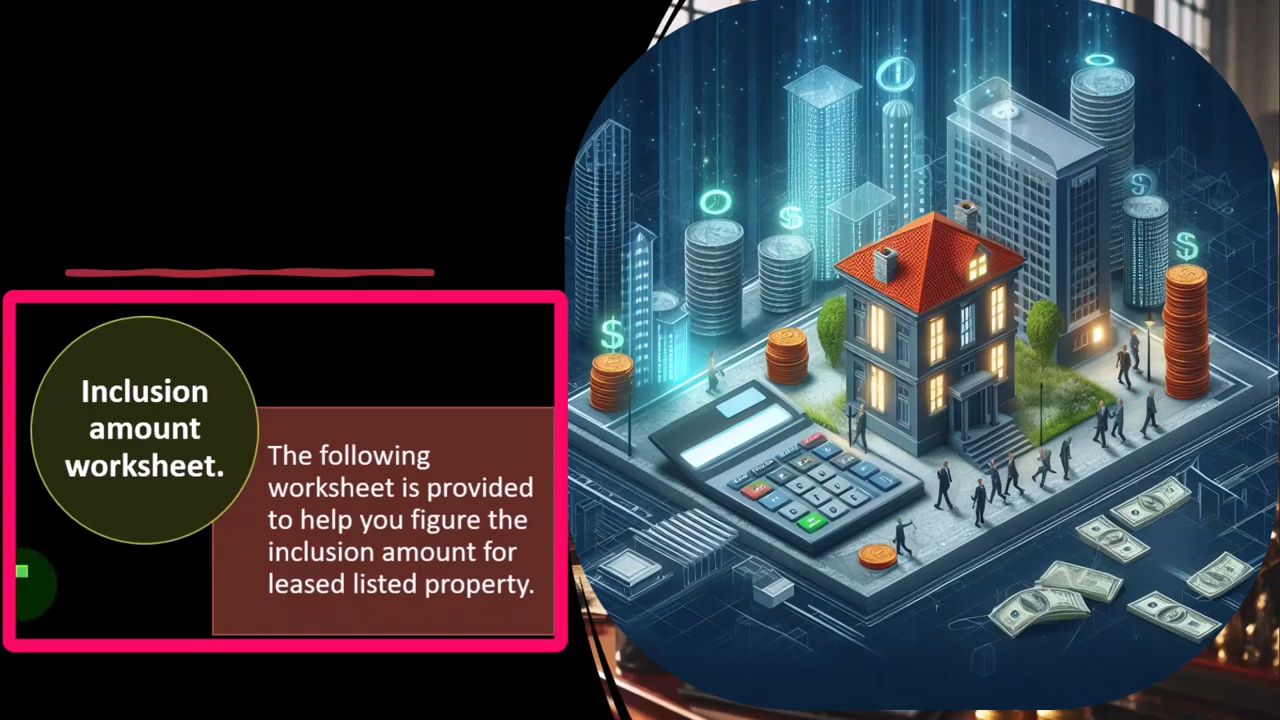 Inclusion
amount
worksheet.
The following
worksheet is provided
to help you figure the
inclusion amount for
leased listed property.
$
$
$
$